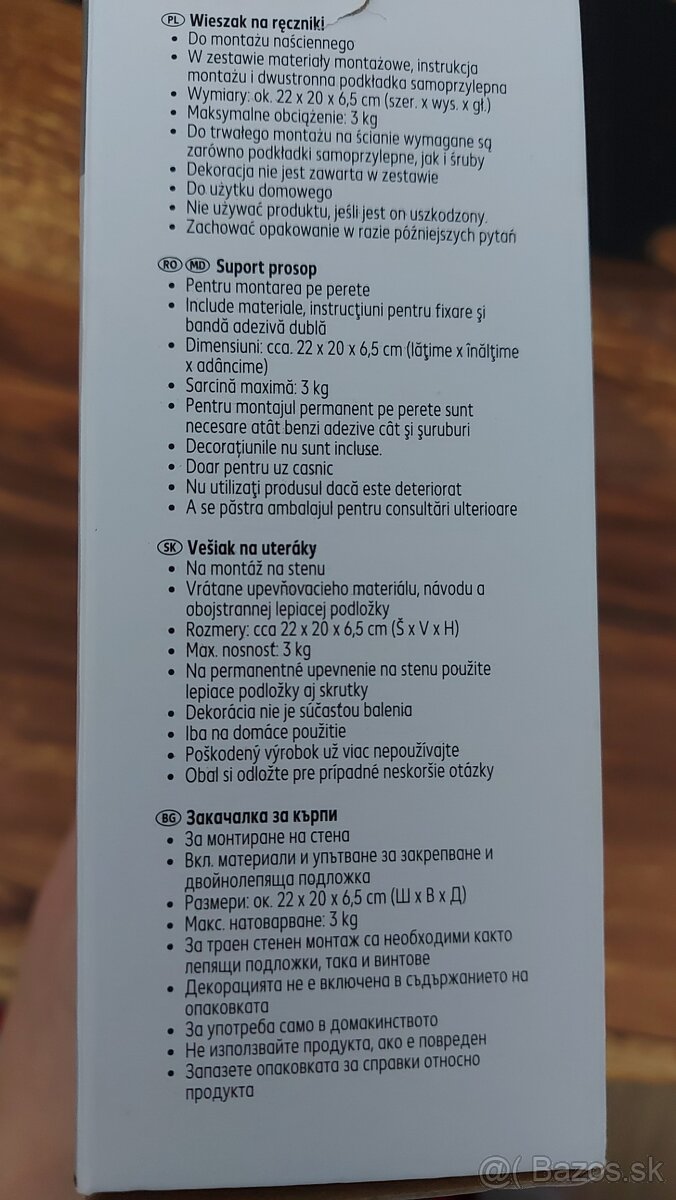 PL Wieszak na ręczniki
• Do montażu naściennego
• W zestawie materiały montażowe, instrukcja
montażu i dwustronna podkładka samoprzylepna
• Wymiary: ok. 22 x 20 x 6,5 cm (szer. x wys. x gł.)
• Maksymalne obciążenie: 3 kg
• Do trwałego montażu na ścianie wymagane są
zarówno podkładki samoprzylepne, jak i śruby
• Dekoracja nie jest zawarta w zestawie
• Do użytku domowego
• Nie używać produktu, jeśli jest on uszkodzony.
• Zachować opakowanie w razie późniejszych pytań
RO MD Suport prosop
• Pentru montarea pe perete
• Include materiale, instrucţiuni pentru fixare şi
bandă adezivă dublă
• Dimensiuni: cca. 22 x 20 x 6,5 cm (lăţime x înălţime
x adâncime)
• Sarcină maximă: 3 kg
• Pentru montajul permanent pe perete sunt
necesare atât benzi adezive cât şi şuruburi
• Decoraţiunile nu sunt incluse.
• Doar pentru uz casnic
• Nu utilizaţi produsul dacă este deteriorat
• A se păstra ambalajul pentru consultări ulterioare
SK Vešiak na uteráky
• Na montáž na stenu
• Vrátane upevňovacieho materiálu, návodu a
obojstrannej lepiacej podložky
• Rozmery: cca 22 x 20 x 6,5 cm (Š x V x H)
• Max. nosnosť: 3 kg
• Na permanentné upevnenie na stenu použite
lepiace podložky aj skrutky
• Dekorácia nie je súčasťou balenia
• Iba na domáce použitie
• Poškodený výrobok už viac nepoužívajte
• Obal si odložte pre prípadné neskoršie otázky
BG Закачалка за кърпи
• За монтиране на стена
• Вкл. материали и упътване за закрепване и
двойнолепяща подложка
• Размери: ок. 22 x 20 x 6,5 cm (Ш x В x Д)
• Макс. натоварване: 3 kg
• За траен стенен монтаж са необходими както
лепящи подложки, така и винтове
• Декорацията не е включена в съдържанието на
опаковката
• За употреба само в домакинството
• Не използвайте продукта, ако е повреден
• Запазете опаковката за справки относно
продукта
@( Bazos.sk